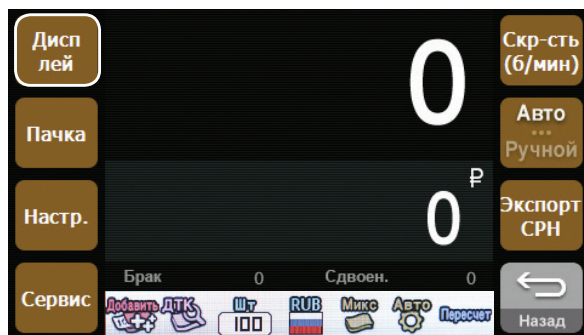 Дисп
лей
Пачка
Настр.
Сервис
0
₽
0
Брак 0 Сдвоен. 0
Добавить ДТК Шт 100 RUB Микс Авто Пересчет
Скр-сть
(б/мин)
Авто
...
Ручной
Экспорт
СРН
Назад